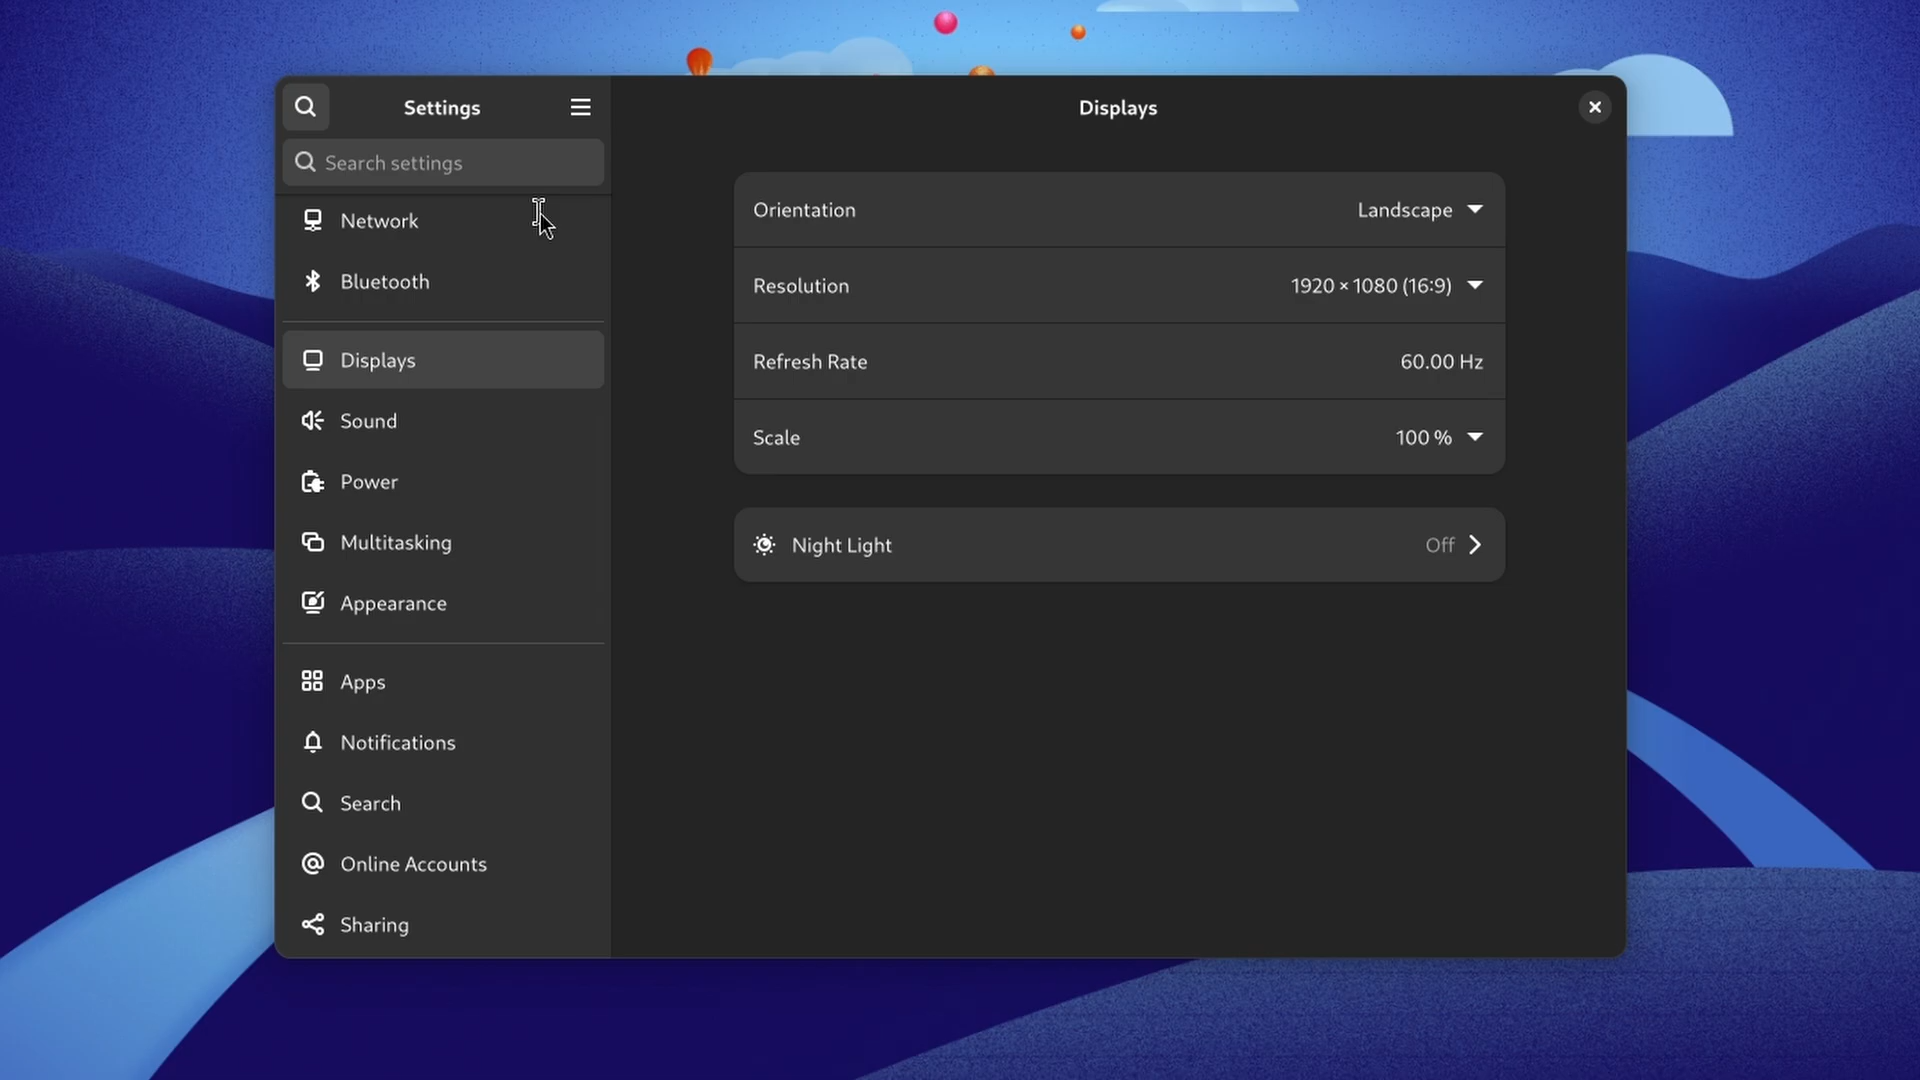 Settings
Search settings
Network
Bluetooth
Displays
Sound
Power
Multitasking
Appearance
Apps
Notifications
Search
Online Accounts
Sharing
Displays
Orientation Landscape
Resolution 1920 × 1080 (16:9)
Refresh Rate 60.00 Hz
Scale 100 %
Night Light Off